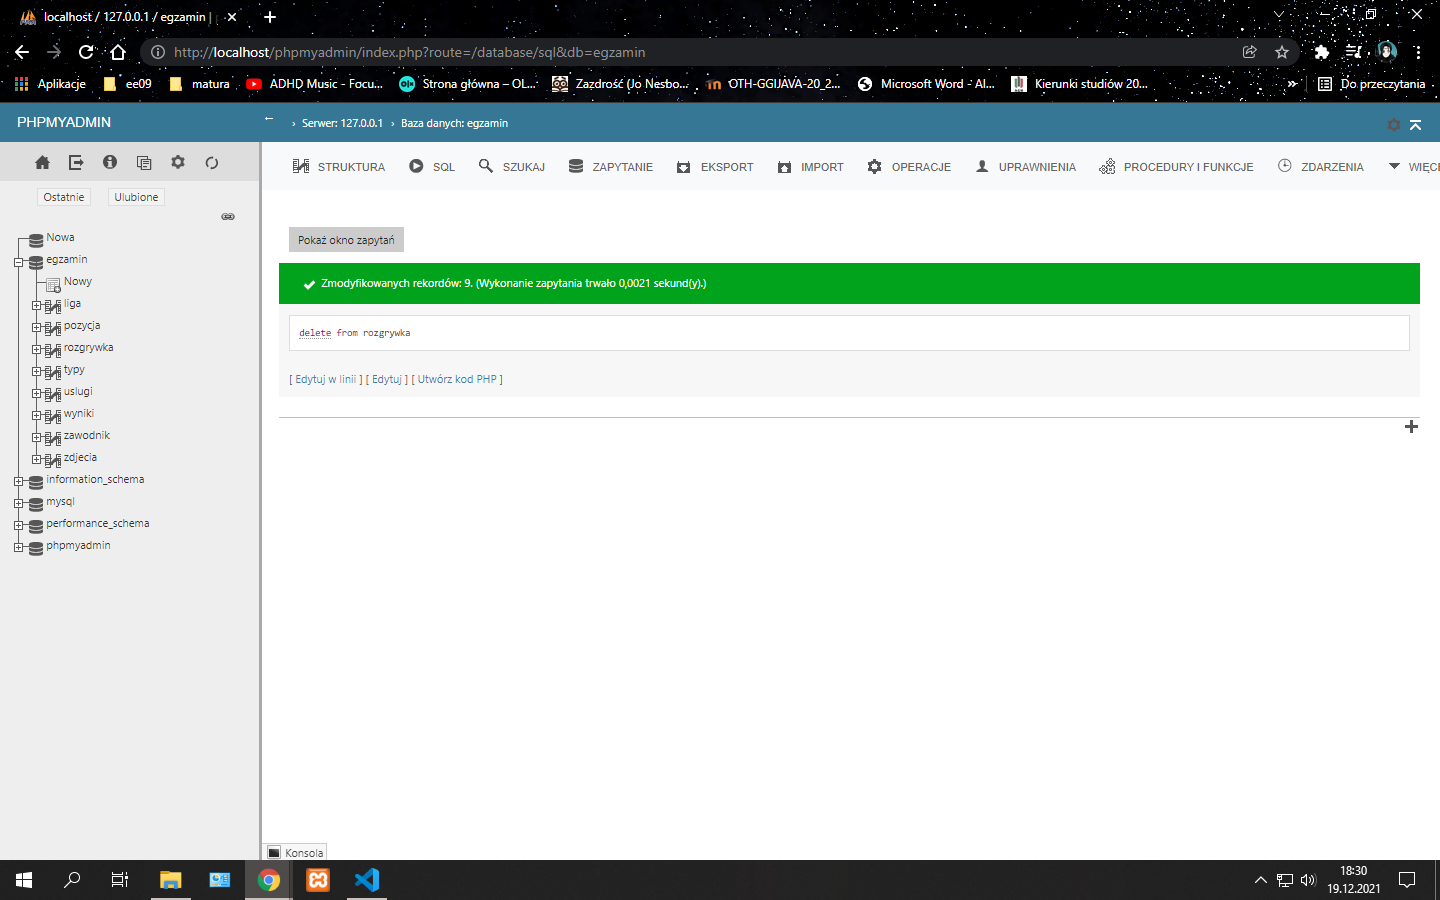 localhost / 127.0.0.1 / egzamin |
http://localhost/phpmyadmin/index.php?route=/database/sql&db=egzamin
Aplikacje
ee09
matura
ADHD Music - Focu...
Strona główna – OL...
Zazdrość (Jo Nesbo...
OTH-GGIJAVA-20_2...
Microsoft Word - Al...
Kierunki studiów 20...
»
Do przeczytania
PHPMYADMIN
← › Serwer: 127.0.0.1 › Baza danych: egzamin
STRUKTURA
SQL
SZUKAJ
ZAPYTANIE
EKSPORT
IMPORT
OPERACJE
UPRAWNIENIA
PROCEDURY I FUNKCJE
ZDARZENIA
WIĘCE
Ostatnie
Ulubione
Nowa
egzamin
Nowy
liga
pozycja
rozgrywka
typy
uslugi
wyniki
zawodnik
zdjecia
information_schema
mysql
performance_schema
phpmyadmin
Pokaż okno zapytań
Zmodyfikowanych rekordów: 9. (Wykonanie zapytania trwało 0,0021 sekund(y).)
delete from rozgrywka
[ Edytuj w linii ] [ Edytuj ] [ Utwórz kod PHP ]
Konsola
18:30
19.12.2021